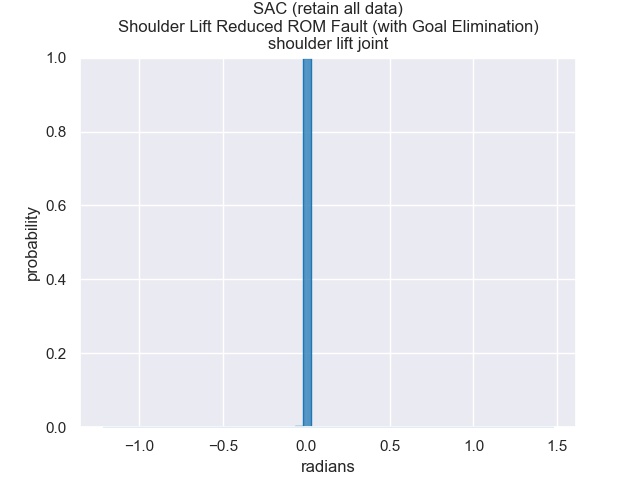 SAC (retain all data)
Shoulder Lift Reduced ROM Fault (with Goal Elimination)
shoulder lift joint
1.0
0.8
0.6
0.4
0.2
0.0
probability
−1.0 −0.5 0.0 0.5 1.0 1.5
radians